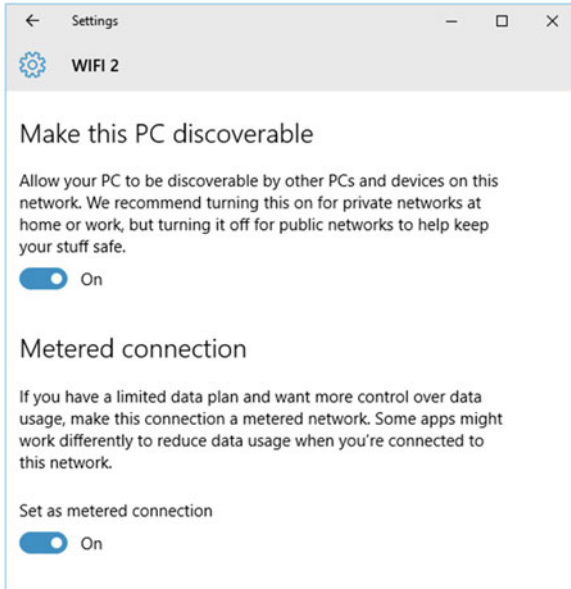 Settings
WIFI 2
Make this PC discoverable
Allow your PC to be discoverable by other PCs and devices on this
network. We recommend turning this on for private networks at
home or work, but turning it off for public networks to help keep
your stuff safe.
On
Metered connection
If you have a limited data plan and want more control over data
usage, make this connection a metered network. Some apps might
work differently to reduce data usage when you're connected to
this network.
Set as metered connection
On